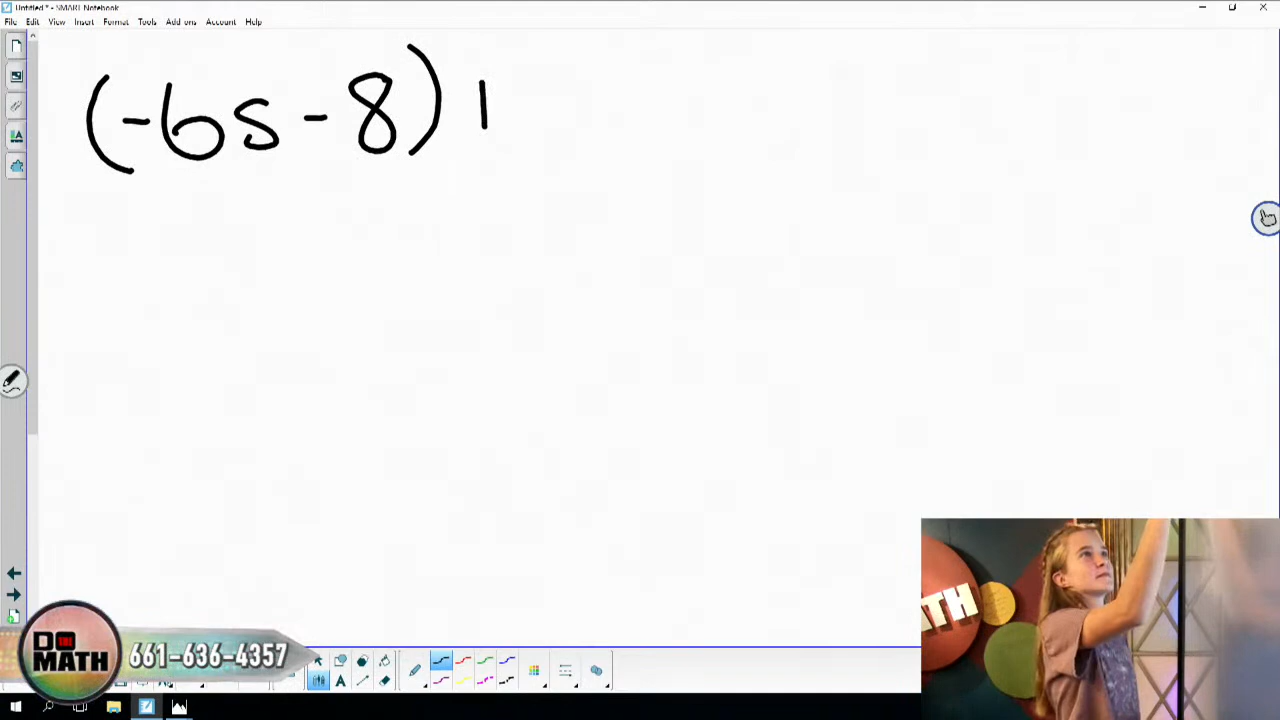 Untitled * - SMART Notebook
File Edit View Insert Format Tools Add-ons Account Help
(-6s - 8) 1
ATH
DO THE MATH
661-636-4357
A